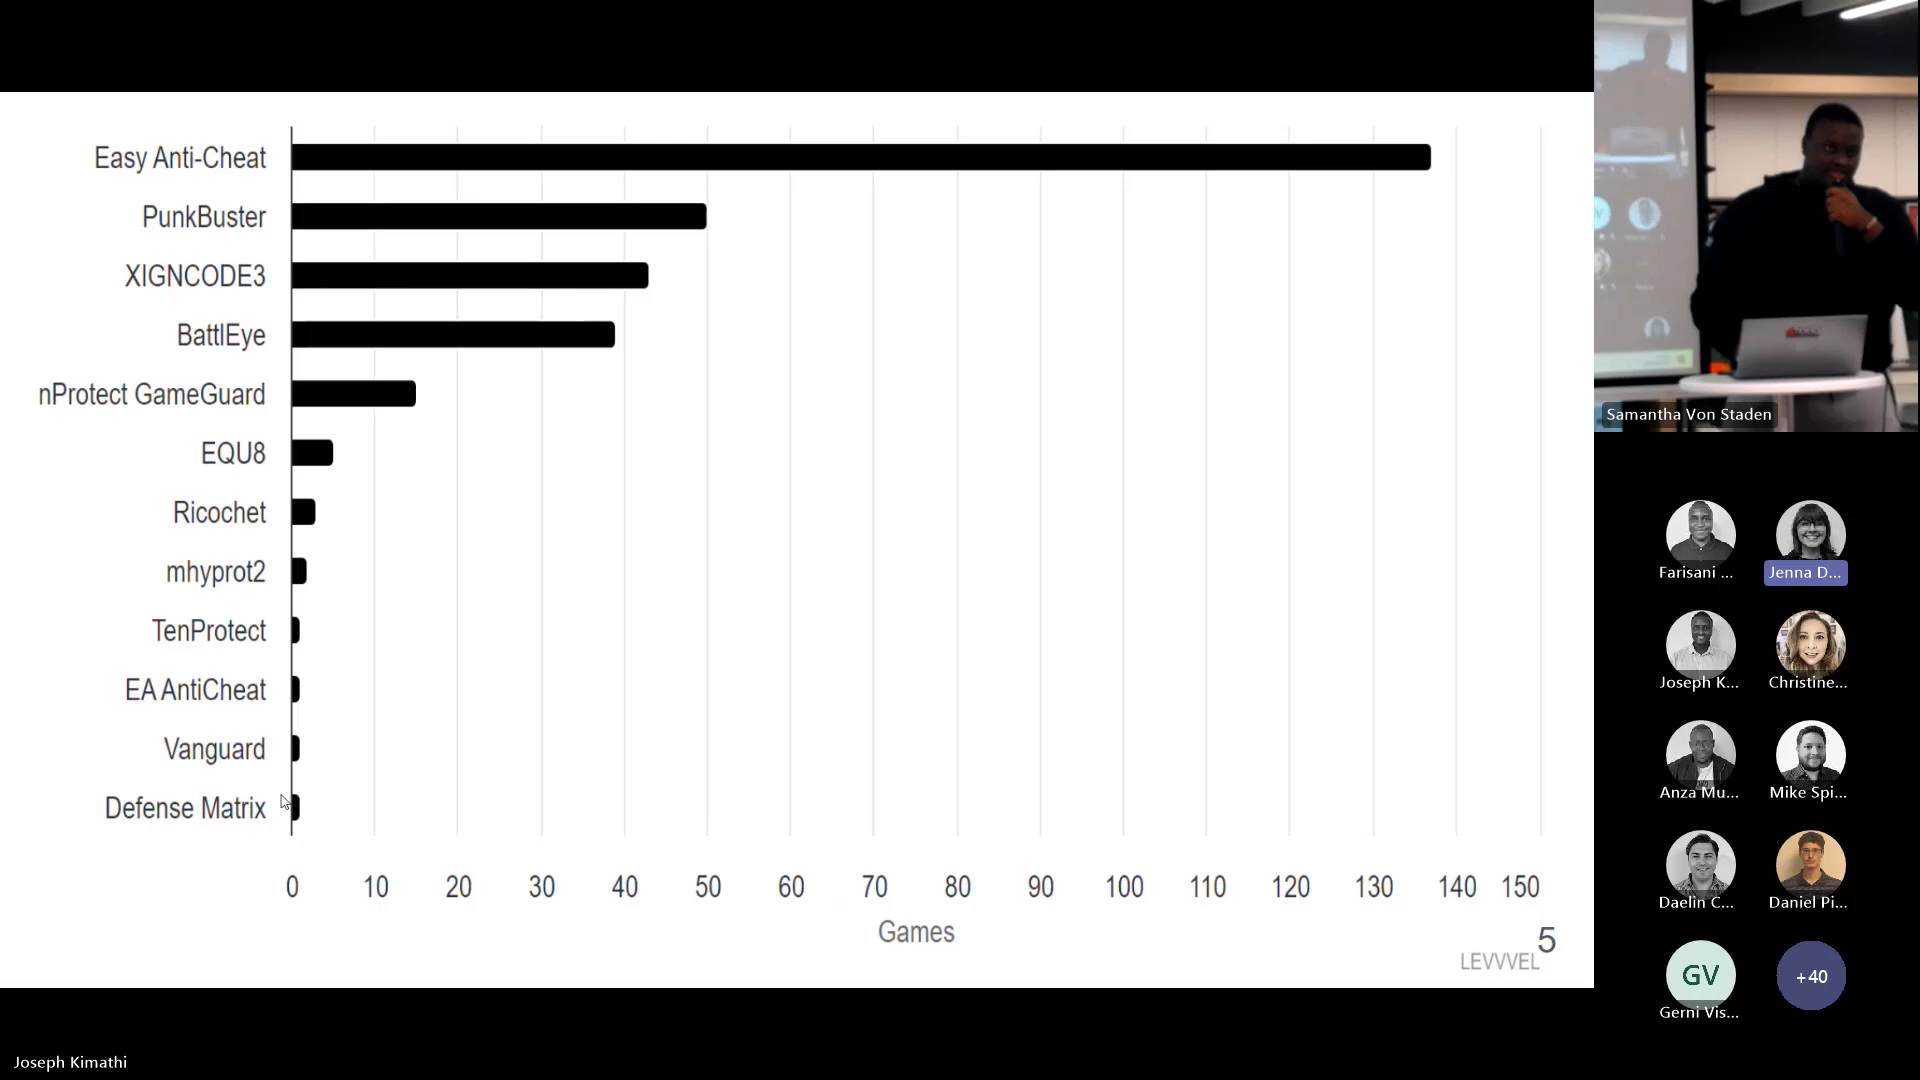 Easy Anti-Cheat
PunkBuster
XIGNCODE3
BattlEye
nProtect GameGuard
EQU8
Ricochet
mhyprot2
TenProtect
EA AntiCheat
Vanguard
Defense Matrix
0 10 20 30 40 50 60 70 80 90 100 110 120 130 140 150
Games
5
LEVVVEL
Samantha Von Staden
Farisani ...
Jenna D...
Joseph K...
Christine...
Anza Mu...
Mike Spi...
Daelin C...
Daniel Pi...
GV
Gerni Vis...
+40
Joseph Kimathi